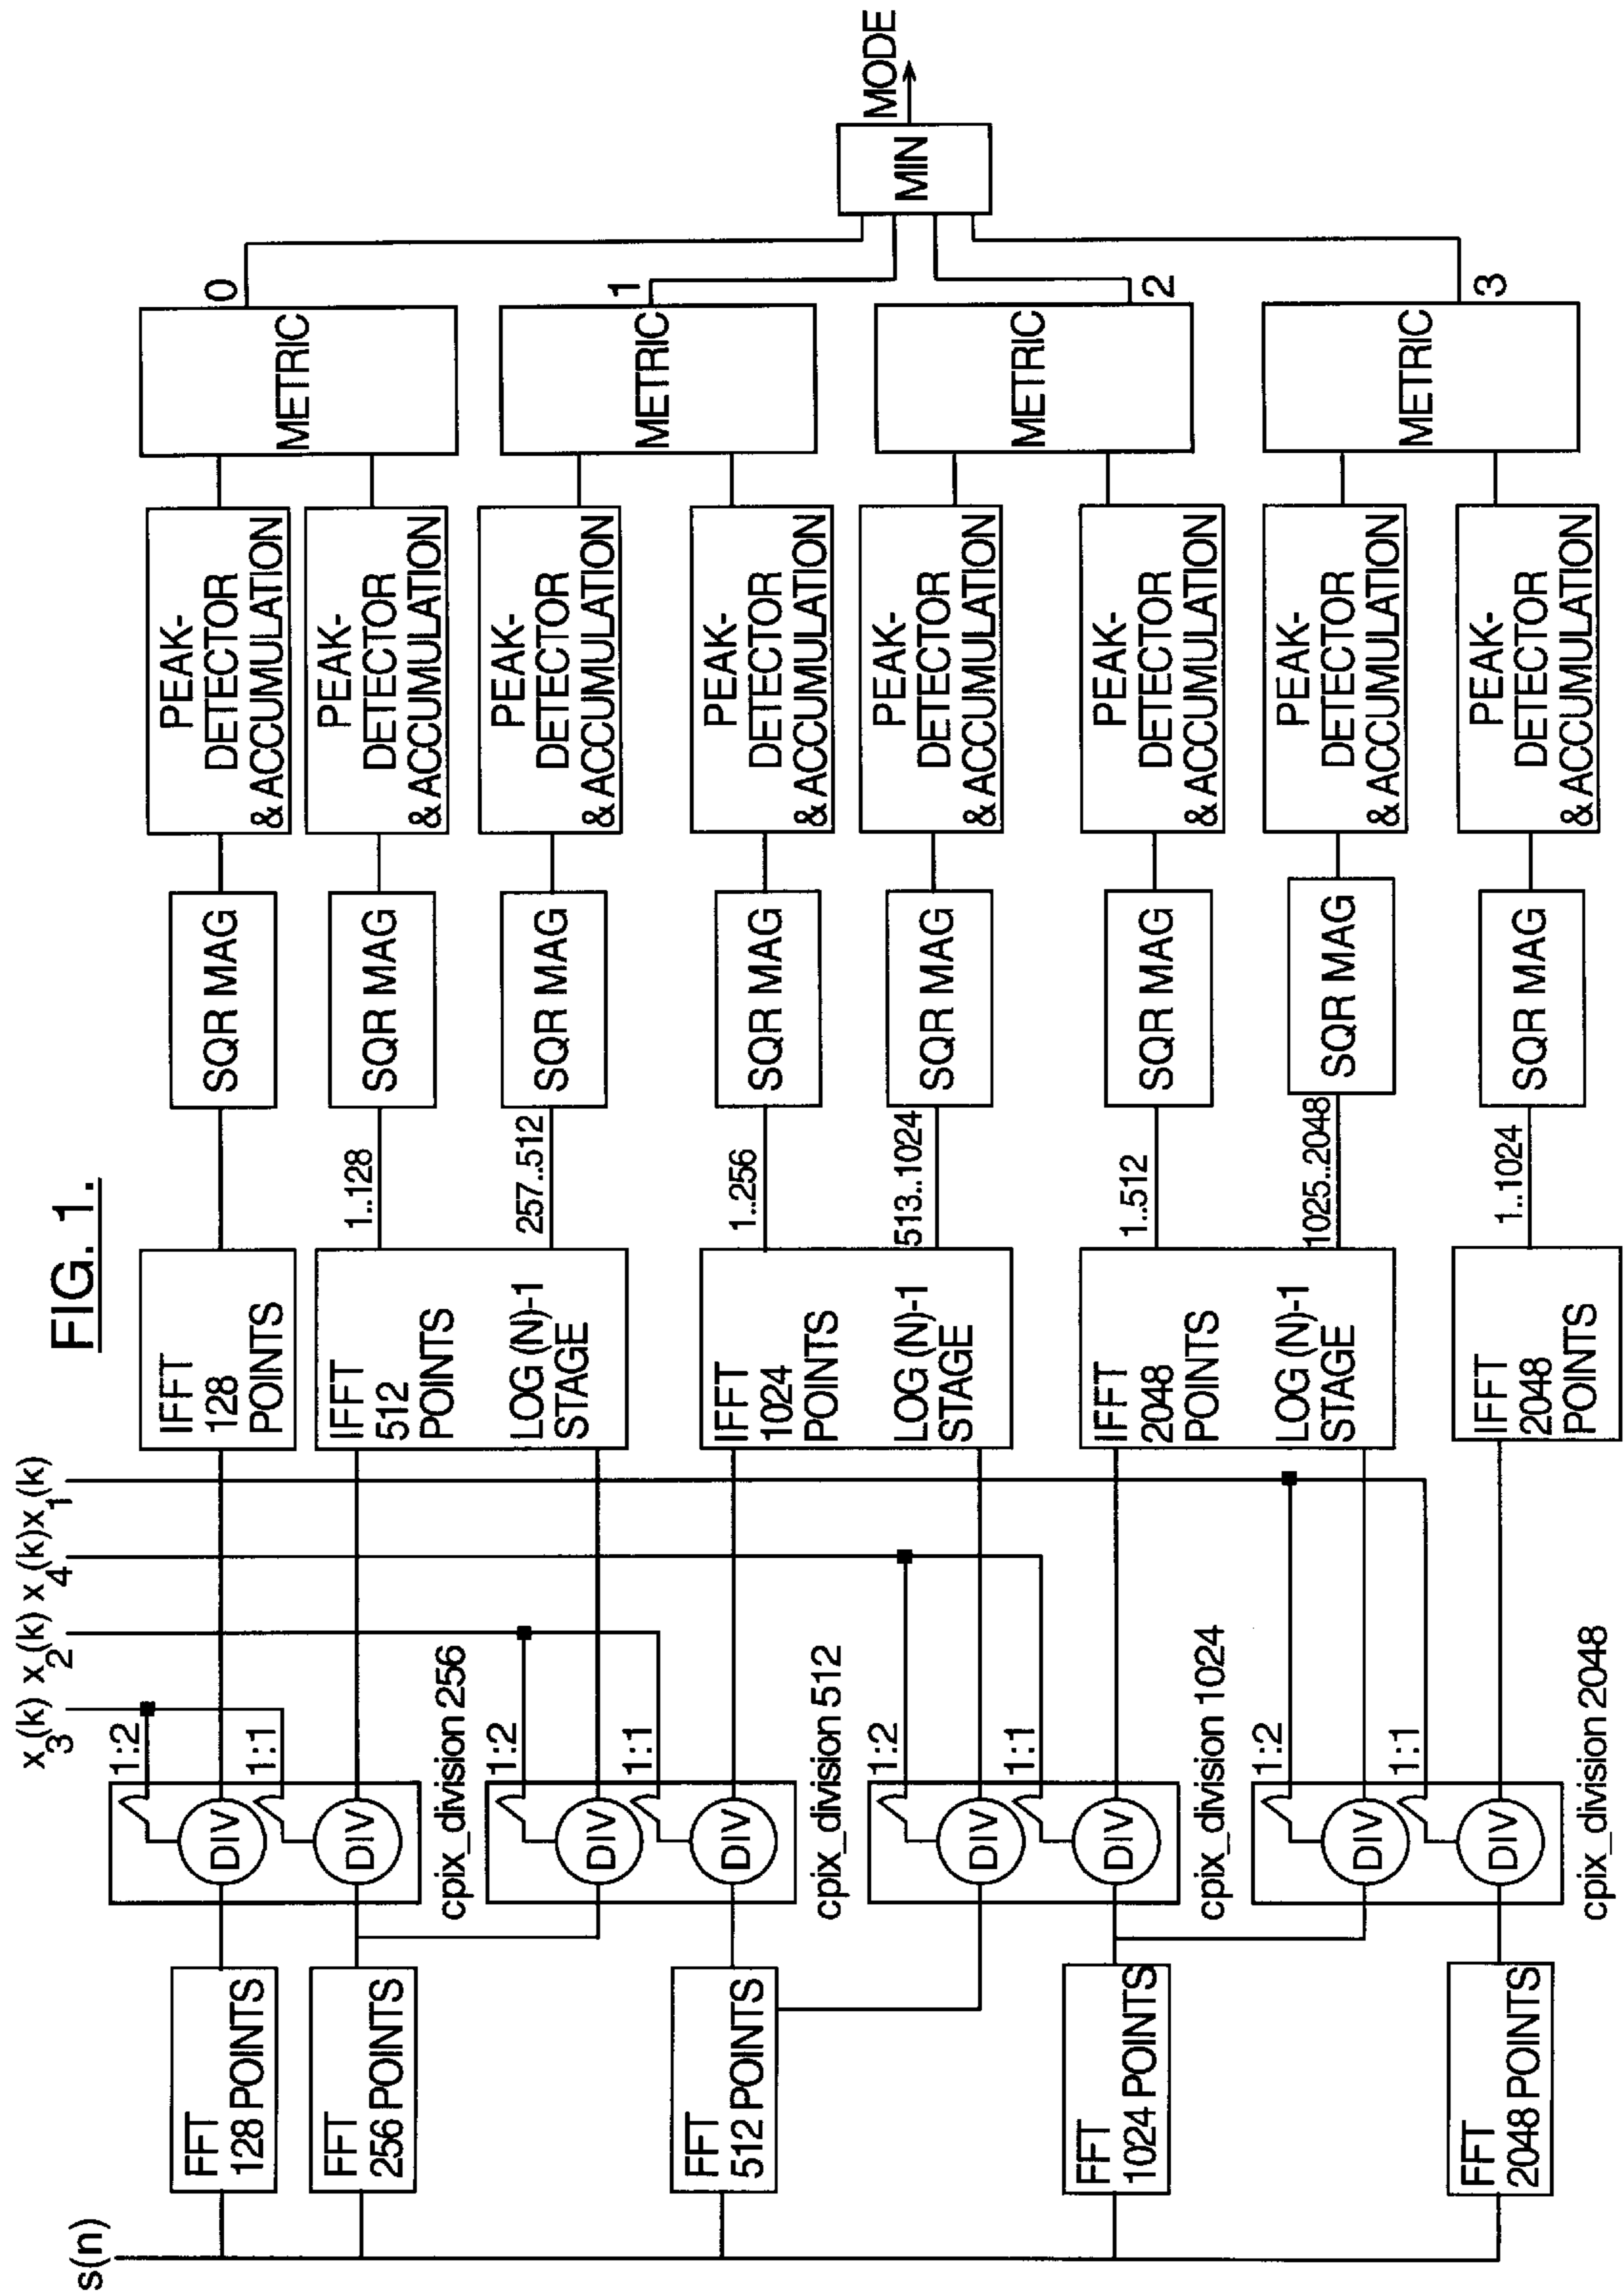 FIG. 1.
s(n)
x3(k) x2(k) x4(k) x1(k)
FFT
128 POINTS
FFT
256 POINTS
FFT
512 POINTS
FFT
1024 POINTS
FFT
2048 POINTS
1:2
DIV
1:1
DIV
cpix_division 256
1:2
DIV
1:1
DIV
cpix_division 512
1:2
DIV
1:1
DIV
cpix_division 1024
1:2
DIV
1:1
DIV
cpix_division 2048
IFFT
128
POINTS
IFFT
512
POINTS
LOG (N)-1
STAGE
IFFT
1024
POINTS
LOG (N)-1
STAGE
IFFT
2048
POINTS
LOG (N)-1
STAGE
IFFT
2048
POINTS
1..128
257..512
1..256
513..1024
1..512
1025..2048
1..1024
SQR MAG
SQR MAG
SQR MAG
SQR MAG
SQR MAG
SQR MAG
SQR MAG
SQR MAG
PEAK-
DETECTOR
& ACCUMULATION
PEAK-
DETECTOR
& ACCUMULATION
PEAK-
DETECTOR
& ACCUMULATION
PEAK-
DETECTOR
& ACCUMULATION
PEAK-
DETECTOR
& ACCUMULATION
PEAK-
DETECTOR
& ACCUMULATION
PEAK-
DETECTOR
& ACCUMULATION
PEAK-
DETECTOR
& ACCUMULATION
METRIC
0
METRIC
1
METRIC
2
METRIC
3
MIN
MODE